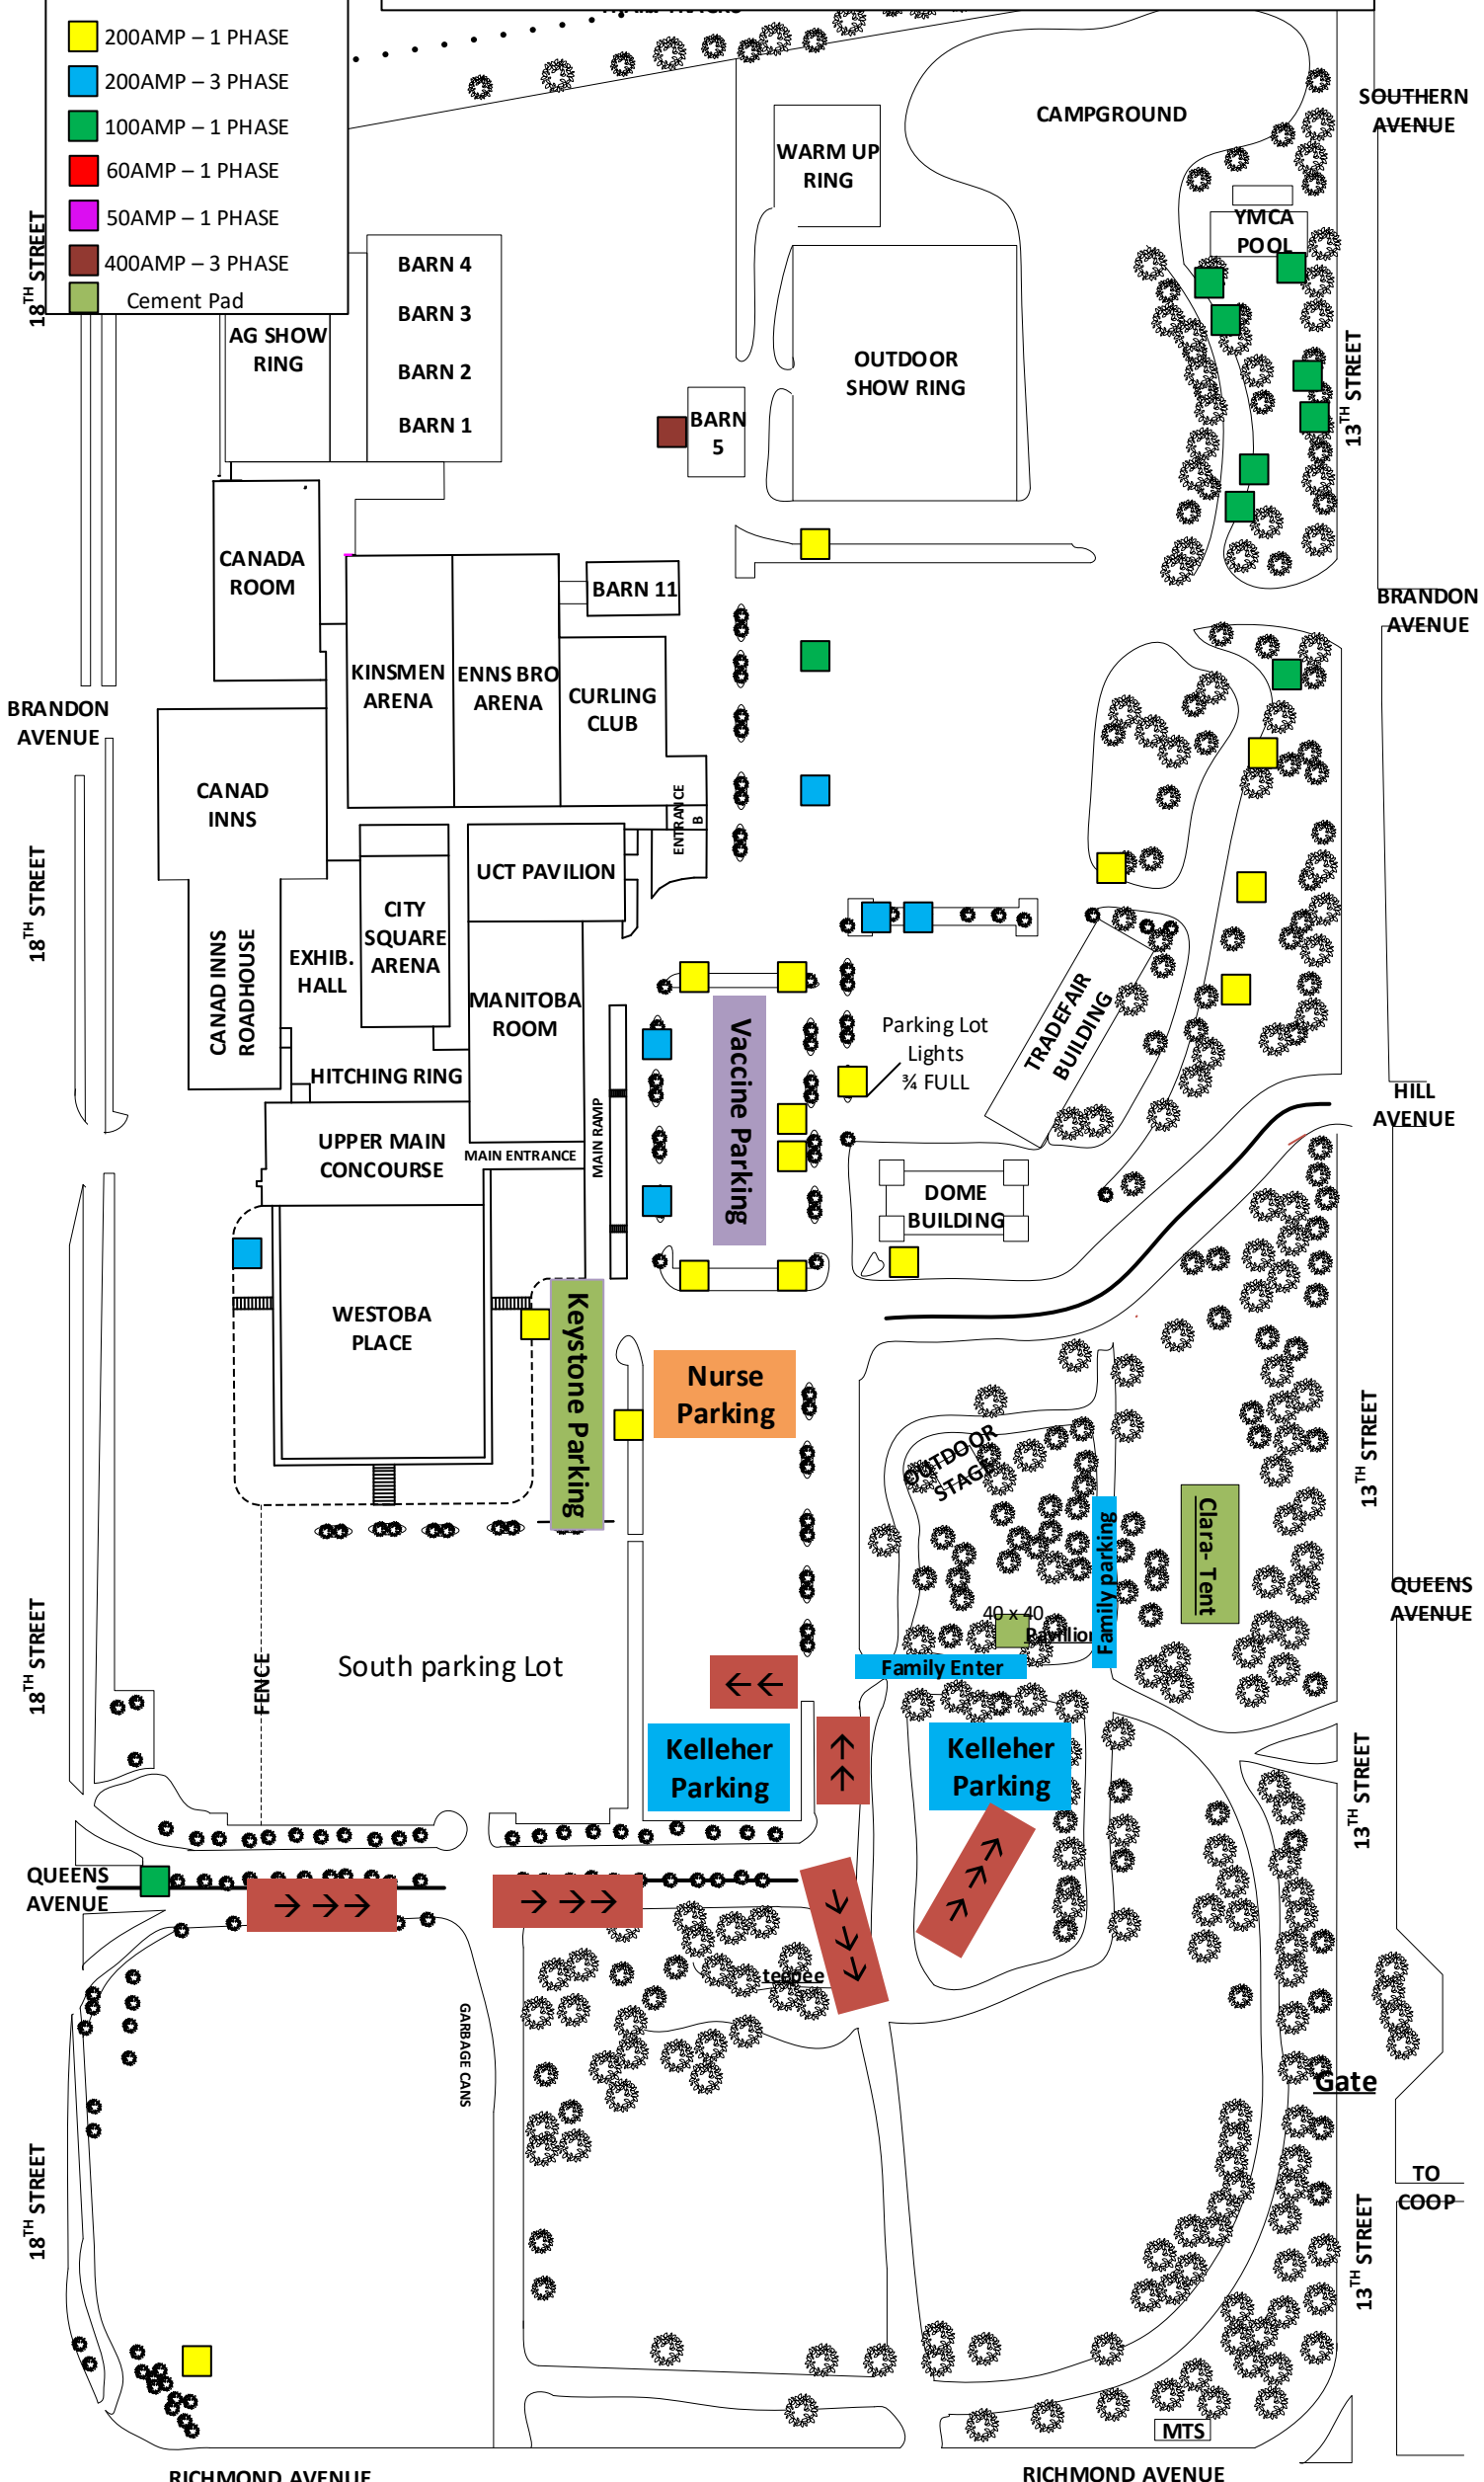 200AMP – 1 PHASE
200AMP – 3 PHASE
100AMP – 1 PHASE
60AMP – 1 PHASE
50AMP – 1 PHASE
400AMP – 3 PHASE
Cement Pad
18TH STREET
CAMPGROUND
SOUTHERN
AVENUE
WARM UP
RING
YMCA
POOL
BARN 4
BARN 3
BARN 2
BARN 1
AG SHOW
RING
OUTDOOR
SHOW RING
BARN
5
13TH STREET
CANADA
ROOM
BARN 11
BRANDON
AVENUE
KINSMEN
ARENA
ENNS BRO
ARENA
CURLING
CLUB
BRANDON
AVENUE
CANAD
INNS
ENTRANCE
B
UCT PAVILION
18TH STREET
CITY
SQUARE
ARENA
CANAD INNS
ROADHOUSE
EXHIB.
HALL
MANITOBA
ROOM
Vaccine Parking
Parking Lot
Lights
¾ FULL
TRADEFAIR
BUILDING
HITCHING RING
MAIN RAMP
HILL
AVENUE
UPPER MAIN
CONCOURSE
MAIN ENTRANCE
DOME
BUILDING
WESTOBA
PLACE
Keystone Parking
Nurse
Parking
OUTDOOR
STAGE
13TH STREET
Family parking
Clara- Tent
QUEENS
AVENUE
40 x 40
Pavilion
18TH STREET
FENCE
South parking Lot
Family Enter
← ←
→ →
Kelleher
Parking
Kelleher
Parking
13TH STREET
→ → →
QUEENS
AVENUE
→ → →
→ → →
→ → →
teepee
GARBAGE CANS
Gate
18TH STREET
TO
COOP
13TH STREET
MTS
RICHMOND AVENUE
RICHMOND AVENUE